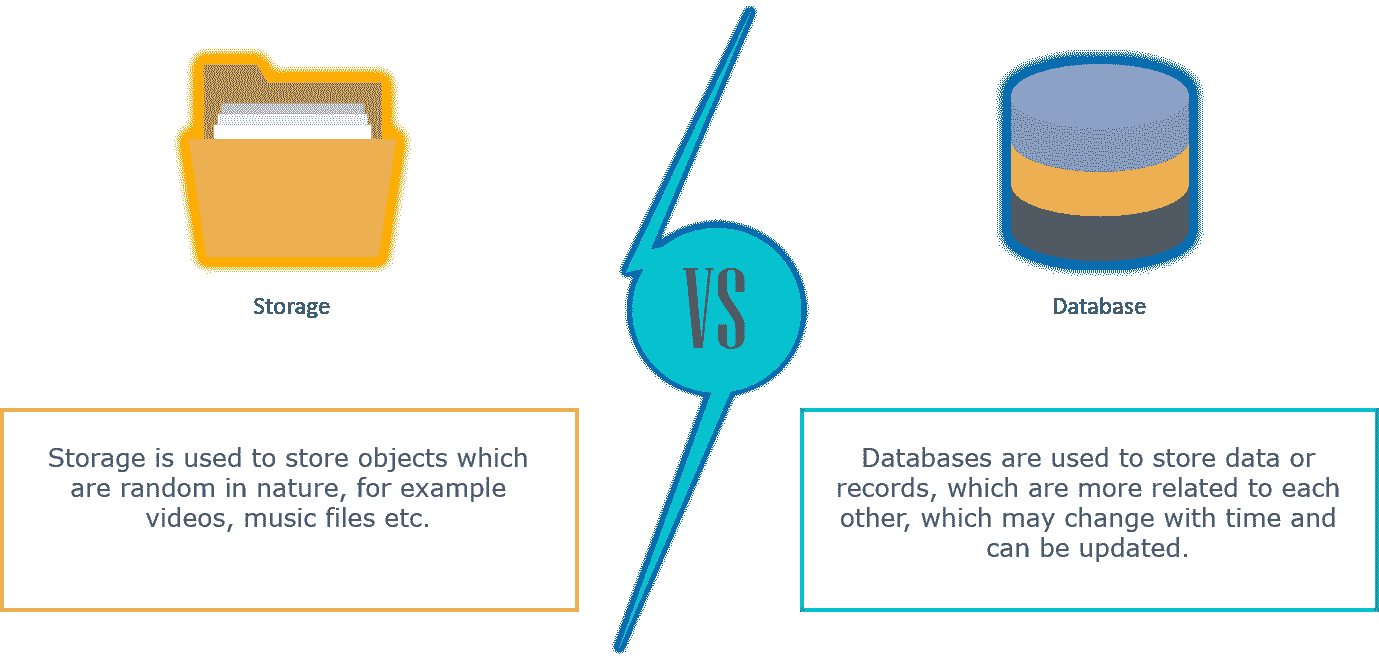 VS
Storage
Database
Storage is used to store objects which
are random in nature, for example
videos, music files etc.
Databases are used to store data or
records, which are more related to each
other, which may change with time and
can be updated.